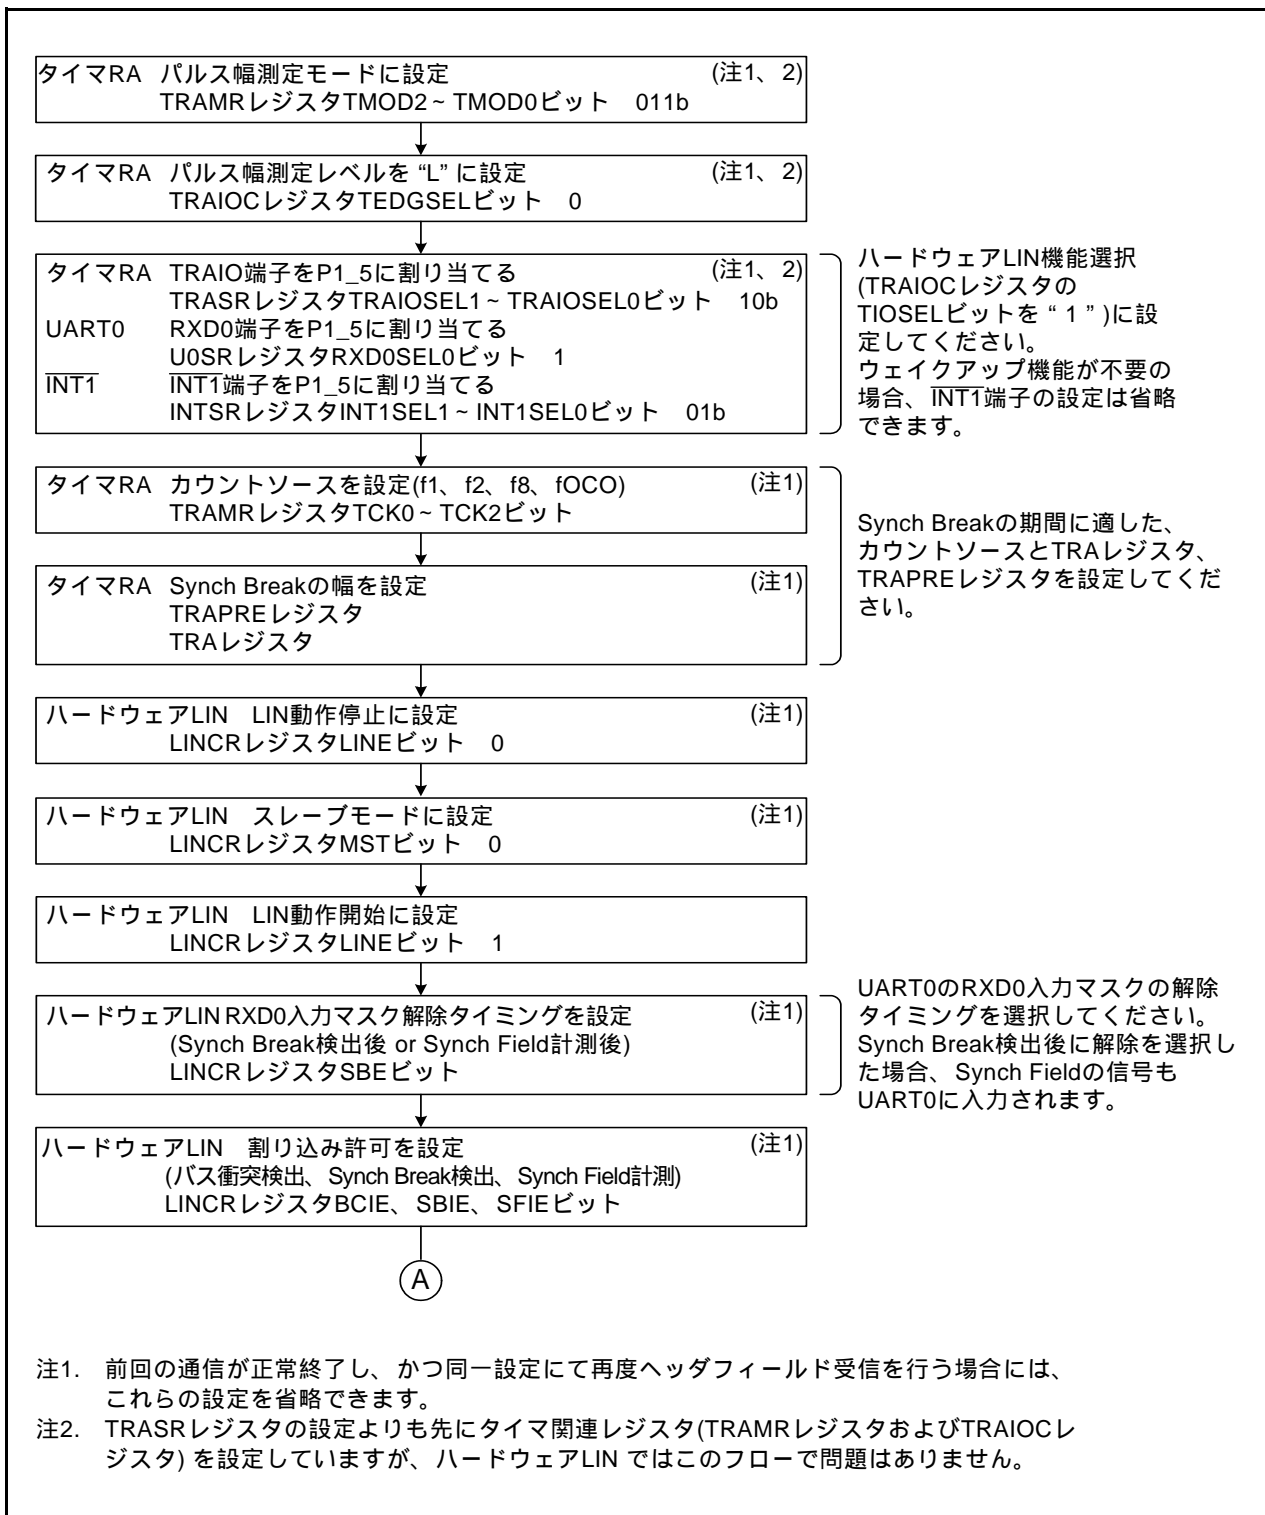 タイマRA パルス幅測定モードに設定 (注1、2)
TRAMRレジスタTMOD2~TMOD0ビット 011b
タイマRA パルス幅測定レベルを “L” に設定 (注1、2)
TRAIOCレジスタTEDGSELビット 0
タイマRA TRAIO端子をP1_5に割り当てる (注1、2)
TRASRレジスタTRAIOSEL1~TRAIOSEL0ビット 10b
UART0 RXD0端子をP1_5に割り当てる
U0SRレジスタRXD0SEL0ビット 1
INT1 INT1端子をP1_5に割り当てる
INTSRレジスタINT1SEL1~INT1SEL0ビット 01b
ハードウェアLIN機能選択
(TRAIOCレジスタの
TIOSELビットを “ 1 ” )に設
定してください。
ウェイクアップ機能が不要の
場合、INT1端子の設定は省略
できます。
タイマRA カウントソースを設定(f1、f2、f8、fOCO) (注1)
TRAMRレジスタTCK0~TCK2ビット
タイマRA Synch Breakの幅を設定 (注1)
TRAPREレジスタ
TRAレジスタ
Synch Breakの期間に適した、
カウントソースとTRAレジスタ、
TRAPREレジスタを設定してくだ
さい。
ハードウェアLIN LIN動作停止に設定 (注1)
LINCRレジスタLINEビット 0
ハードウェアLIN スレーブモードに設定 (注1)
LINCRレジスタMSTビット 0
ハードウェアLIN LIN動作開始に設定
LINCRレジスタLINEビット 1
ハードウェアLIN RXD0入力マスク解除タイミングを設定 (注1)
(Synch Break検出後 or Synch Field計測後)
LINCRレジスタSBEビット
UART0のRXD0入力マスクの解除
タイミングを選択してください。
Synch Break検出後に解除を選択し
た場合、Synch Fieldの信号も
UART0に入力されます。
ハードウェアLIN 割り込み許可を設定 (注1)
(バス衝突検出、Synch Break検出、Synch Field計測)
LINCRレジスタBCIE、SBIE、SFIEビット
A
注1. 前回の通信が正常終了し、かつ同一設定にて再度ヘッダフィールド受信を行う場合には、
これらの設定を省略できます。
注2. TRASRレジスタの設定よりも先にタイマ関連レジスタ(TRAMRレジスタおよびTRAIOCレ
ジスタ) を設定していますが、ハードウェアLIN ではこのフローで問題はありません。